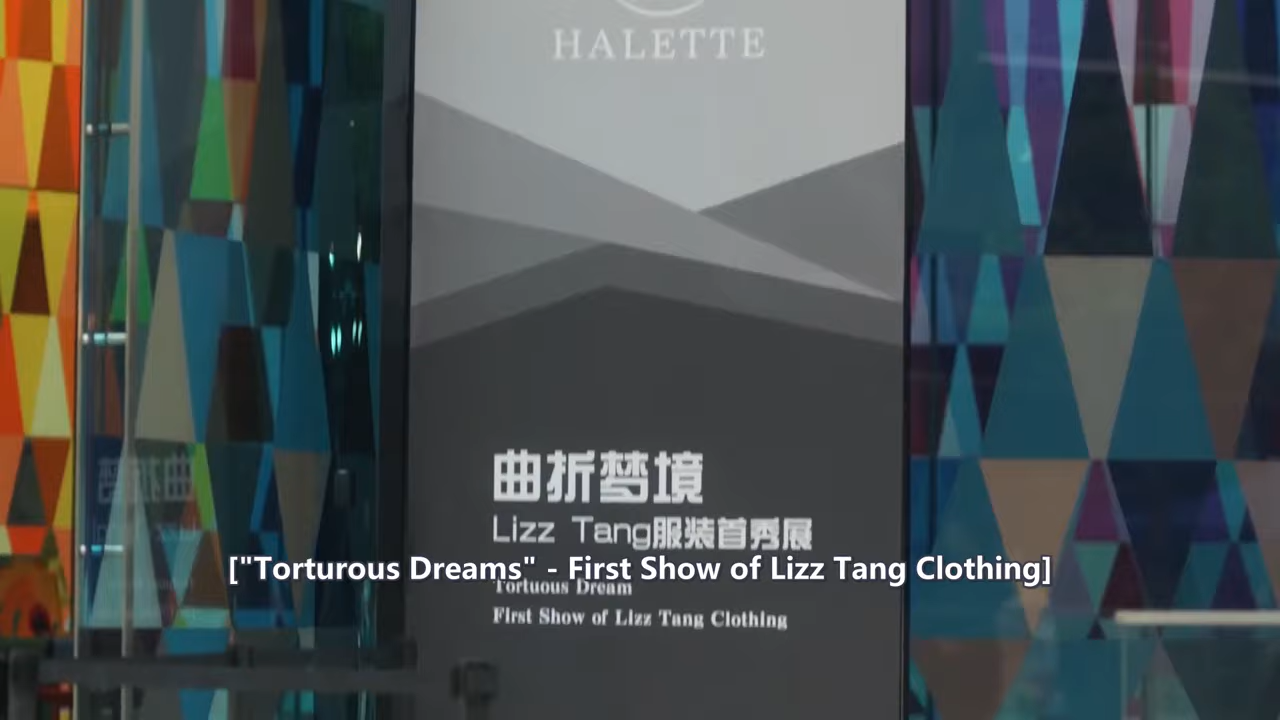 HALETTE
曲折梦境
Lizz Tang服装首秀展
["Torturous Dreams" - First Show of Lizz Tang Clothing]
Tortuous Dream
First Show of Lizz Tang Clothing